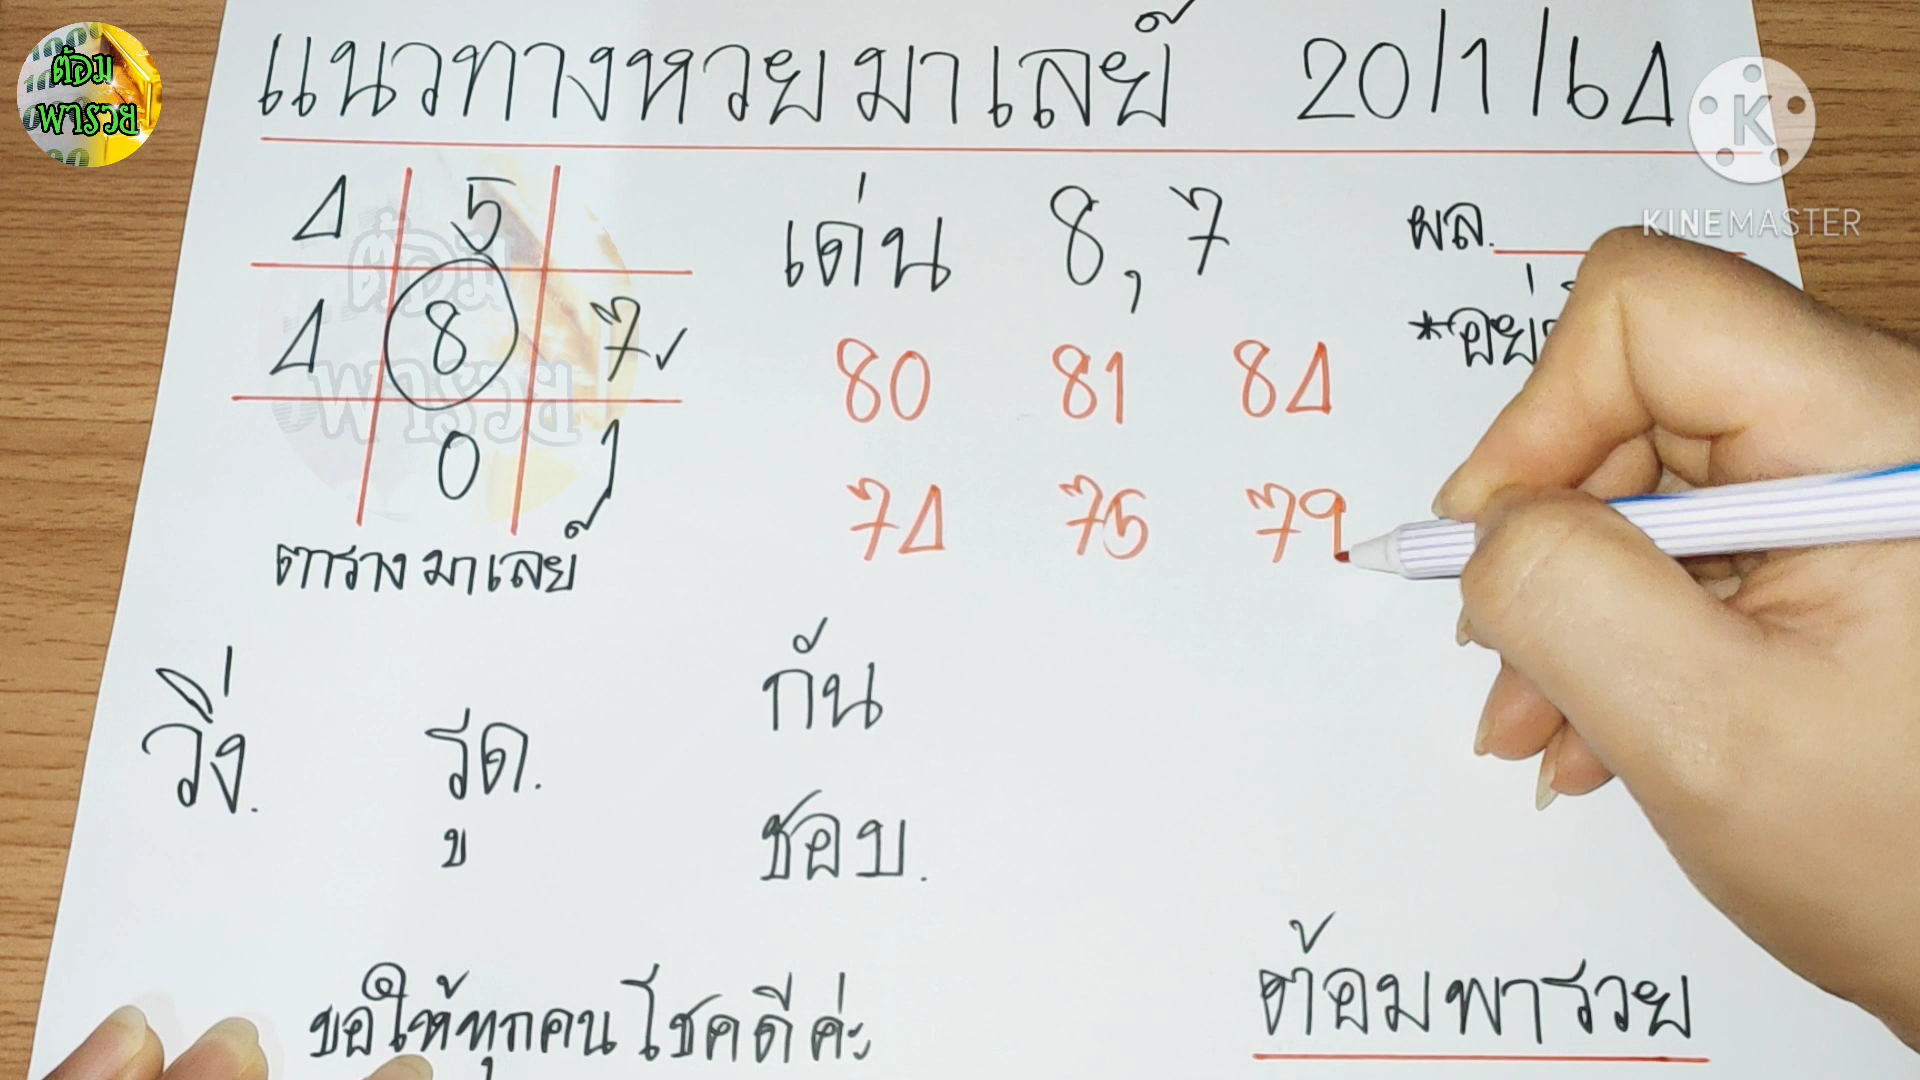 ต้อม
พารวย
แนวทางหวยมาเลย์ 20/1/64
KINEMASTER
4 5
4 8 7
0 1
ตารางมาเลย์
เด่น 8,7
80 81 84
74 75 79
ผล.
วิ่ง.
รูด.
บ
กัน
ชอบ.
ขอให้ทุกคนโชคดีค่ะ
ต้อมพารวย